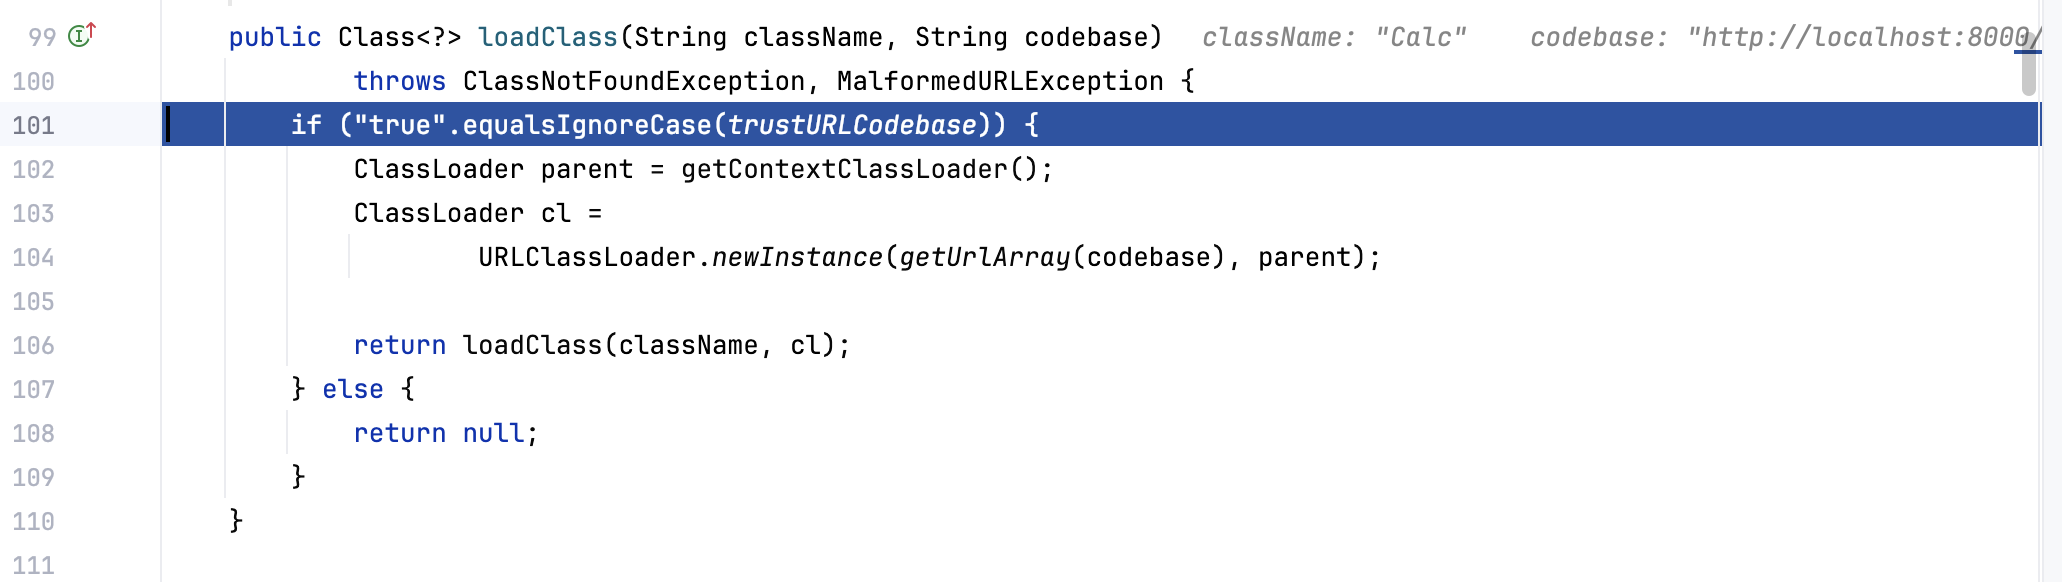 99 public Class<?> loadClass(String className, String codebase) className: "Calc" codebase: "http://localhost:8000/
100 throws ClassNotFoundException, MalformedURLException {
101 if ("true".equalsIgnoreCase(trustURLCodebase)) {
102 ClassLoader parent = getContextClassLoader();
103 ClassLoader cl =
104 URLClassLoader.newInstance(getUrlArray(codebase), parent);
105
106 return loadClass(className, cl);
107 } else {
108 return null;
109 }
110 }
111